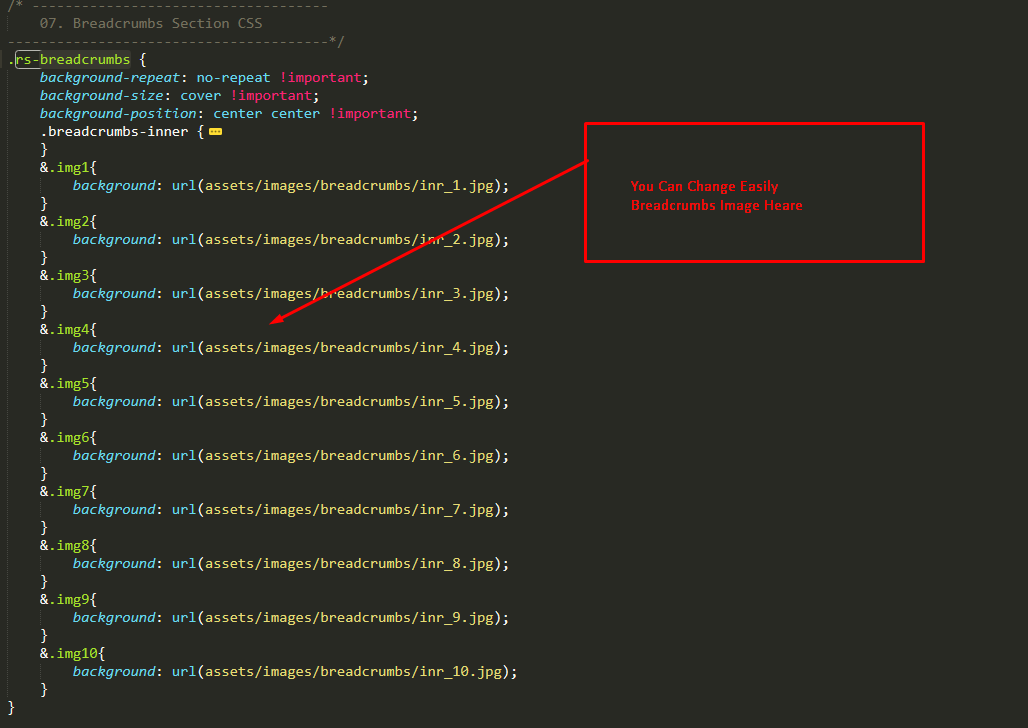 /* ------------------------------------
07. Breadcrumbs Section CSS
---------------------------------------*/
.rs-breadcrumbs {
background-repeat: no-repeat !important;
background-size: cover !important;
background-position: center center !important;
.breadcrumbs-inner {
}
&.img1{
background: url(assets/images/breadcrumbs/inr_1.jpg);
}
&.img2{
background: url(assets/images/breadcrumbs/inr_2.jpg);
}
&.img3{
background: url(assets/images/breadcrumbs/inr_3.jpg);
}
&.img4{
background: url(assets/images/breadcrumbs/inr_4.jpg);
}
&.img5{
background: url(assets/images/breadcrumbs/inr_5.jpg);
}
&.img6{
background: url(assets/images/breadcrumbs/inr_6.jpg);
}
&.img7{
background: url(assets/images/breadcrumbs/inr_7.jpg);
}
&.img8{
background: url(assets/images/breadcrumbs/inr_8.jpg);
}
&.img9{
background: url(assets/images/breadcrumbs/inr_9.jpg);
}
&.img10{
background: url(assets/images/breadcrumbs/inr_10.jpg);
}
}
You Can Change Easily
Breadcrumbs Image Heare